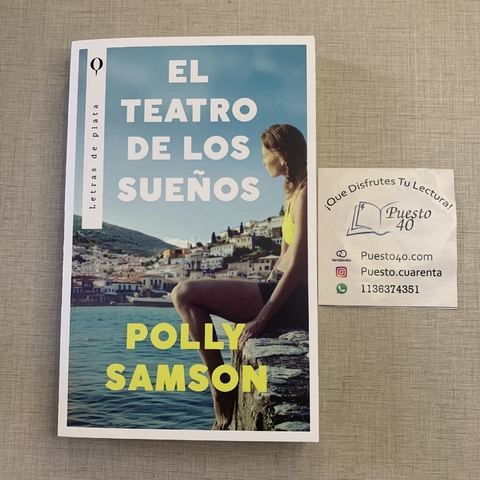 EL
TEATRO
DE LOS
SUEÑOS
Letras de plata
POLLY
SAMSON
¡Que Disfrutes Tu Lectura!
Puesto
40
Puesto40.com
Puesto.cuarenta
1136374351